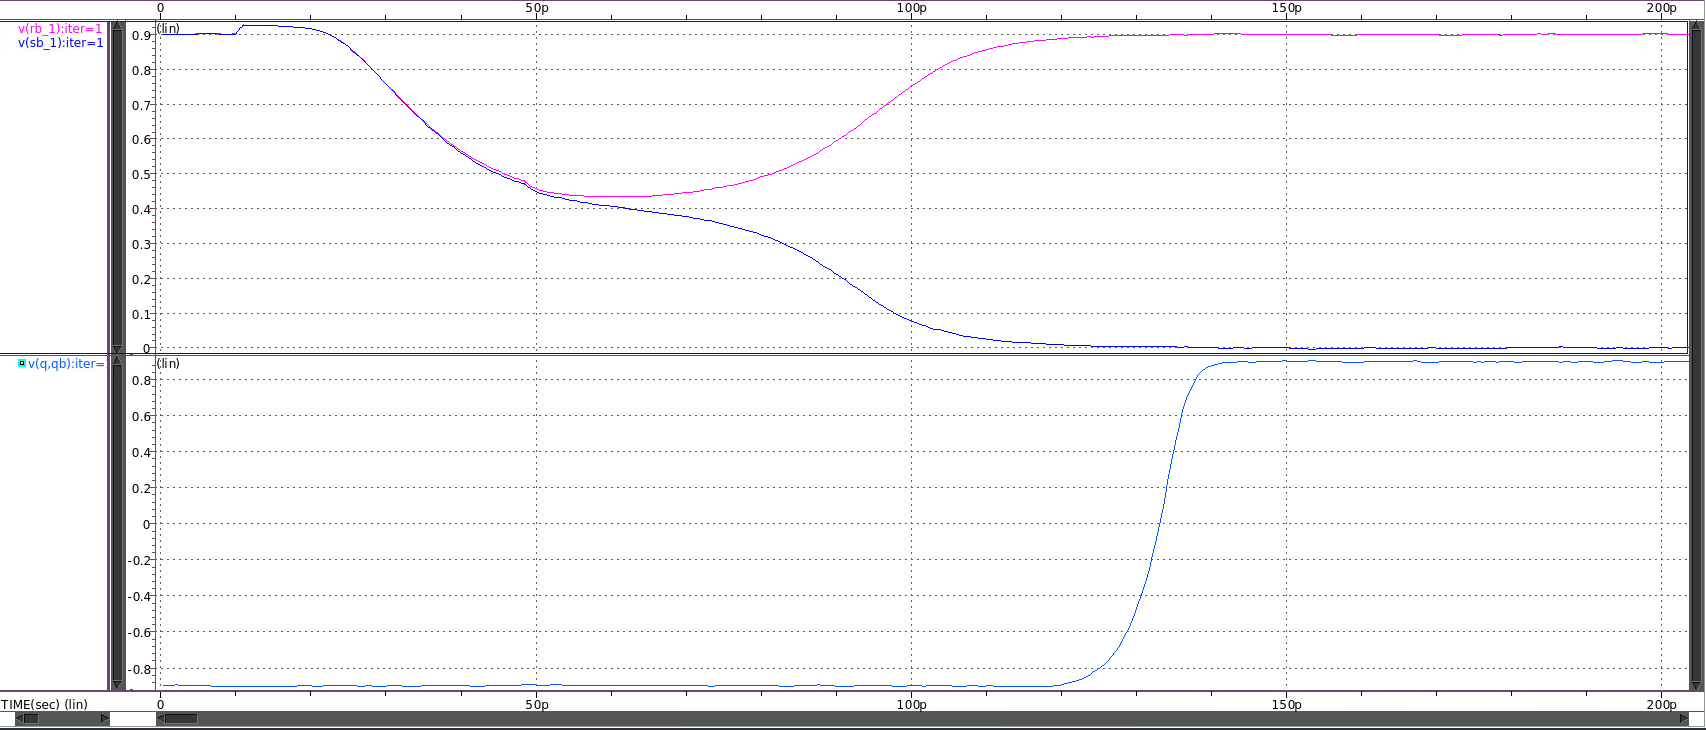 0 50p 100p 150p 200p
v(rb_1):iter=1
v(sb_1):iter=1
(lin)
0.9
0.8
0.7
0.6
0.5
0.4
0.3
0.2
0.1
0
v(q,qb):iter=
(lin)
0.8
0.6
0.4
0.2
0
-0.2
-0.4
-0.6
-0.8
TIME(sec) (lin)
0 50p 100p 150p 200p